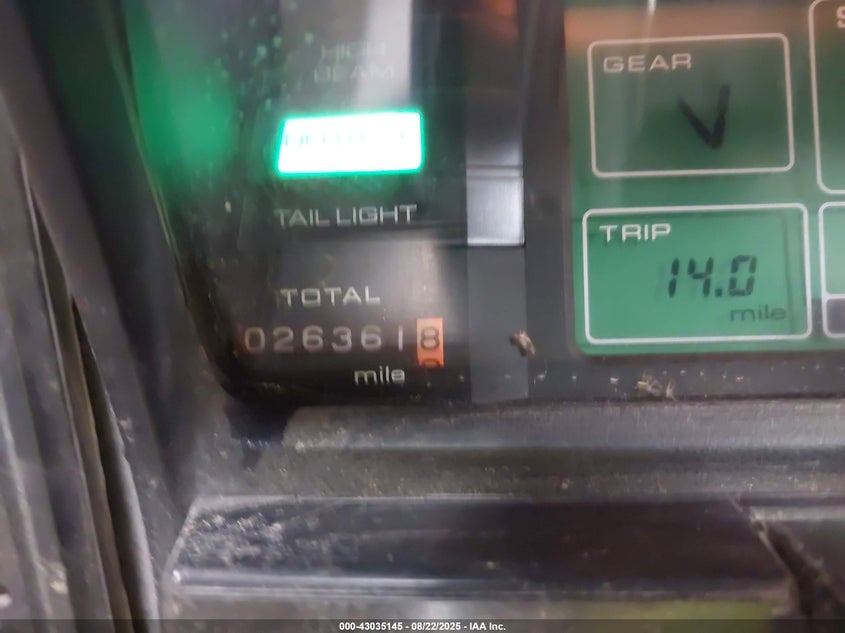 HIGH
BEAM
TAIL LIGHT
TOTAL
0263618
mile
GEAR
TRIP
14.0
mile
000-43035145 - 08/22/2025 - IAA Inc.